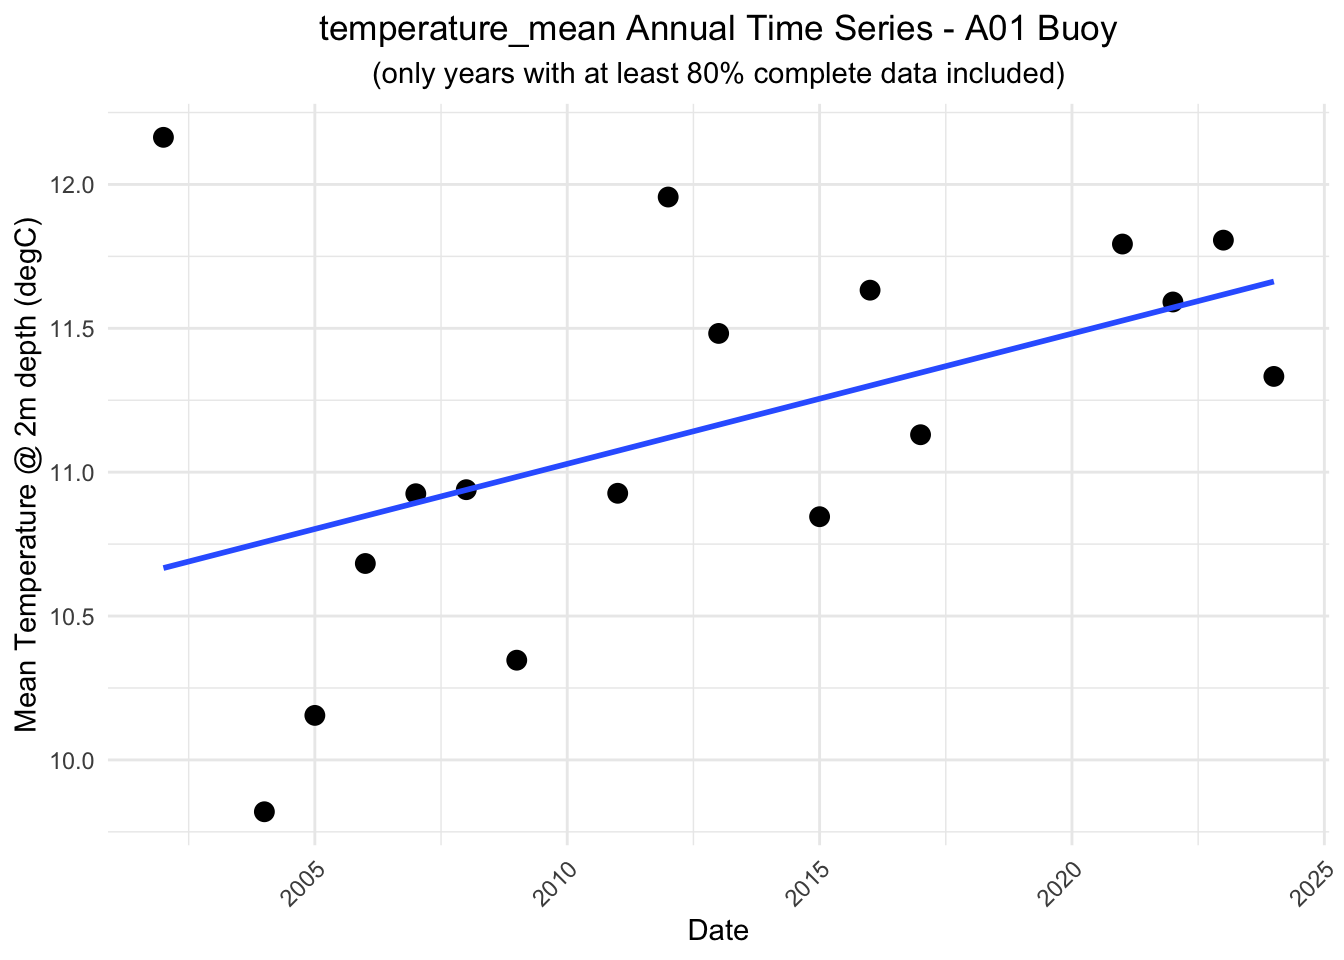 temperature_mean Annual Time Series - A01 Buoy
(only years with at least 80% complete data included)
Mean Temperature @ 2m depth (degC)
12.0
11.5
11.0
10.5
10.0
2005
2010
2015
2020
2025
Date